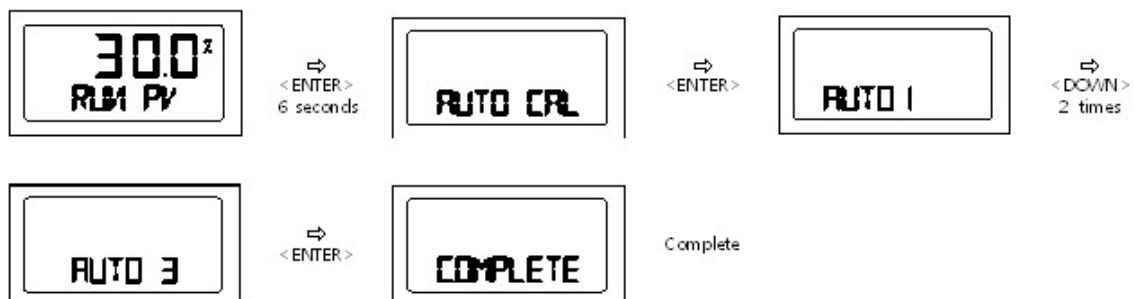 30.0%
RUN PV
⇨
<ENTER>
6 seconds
AUTO CAL
⇨
<ENTER>
AUTO 1
⇨
<DOWN>
2 times
AUTO 3
⇨
<ENTER>
COMPLETE
Complete